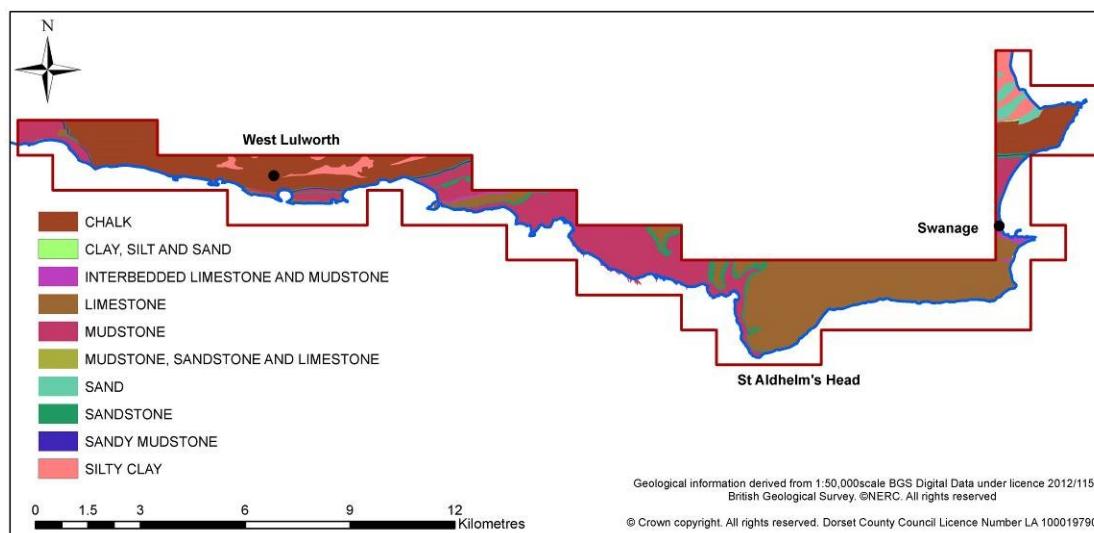 N
West Lulworth
Swanage
St Aldhelm's Head
CHALK
CLAY, SILT AND SAND
INTERBEDDED LIMESTONE AND MUDSTONE
LIMESTONE
MUDSTONE
MUDSTONE, SANDSTONE AND LIMESTONE
SAND
SANDSTONE
SANDY MUDSTONE
SILTY CLAY
0 1.5 3 6 9 12
Kilometres
Geological information derived from 1:50,000scale BGS Digital Data under licence 2012/115
British Geological Survey. ©NERC. All rights reserved
© Crown copyright. All rights reserved. Dorset County Council Licence Number LA 100019790